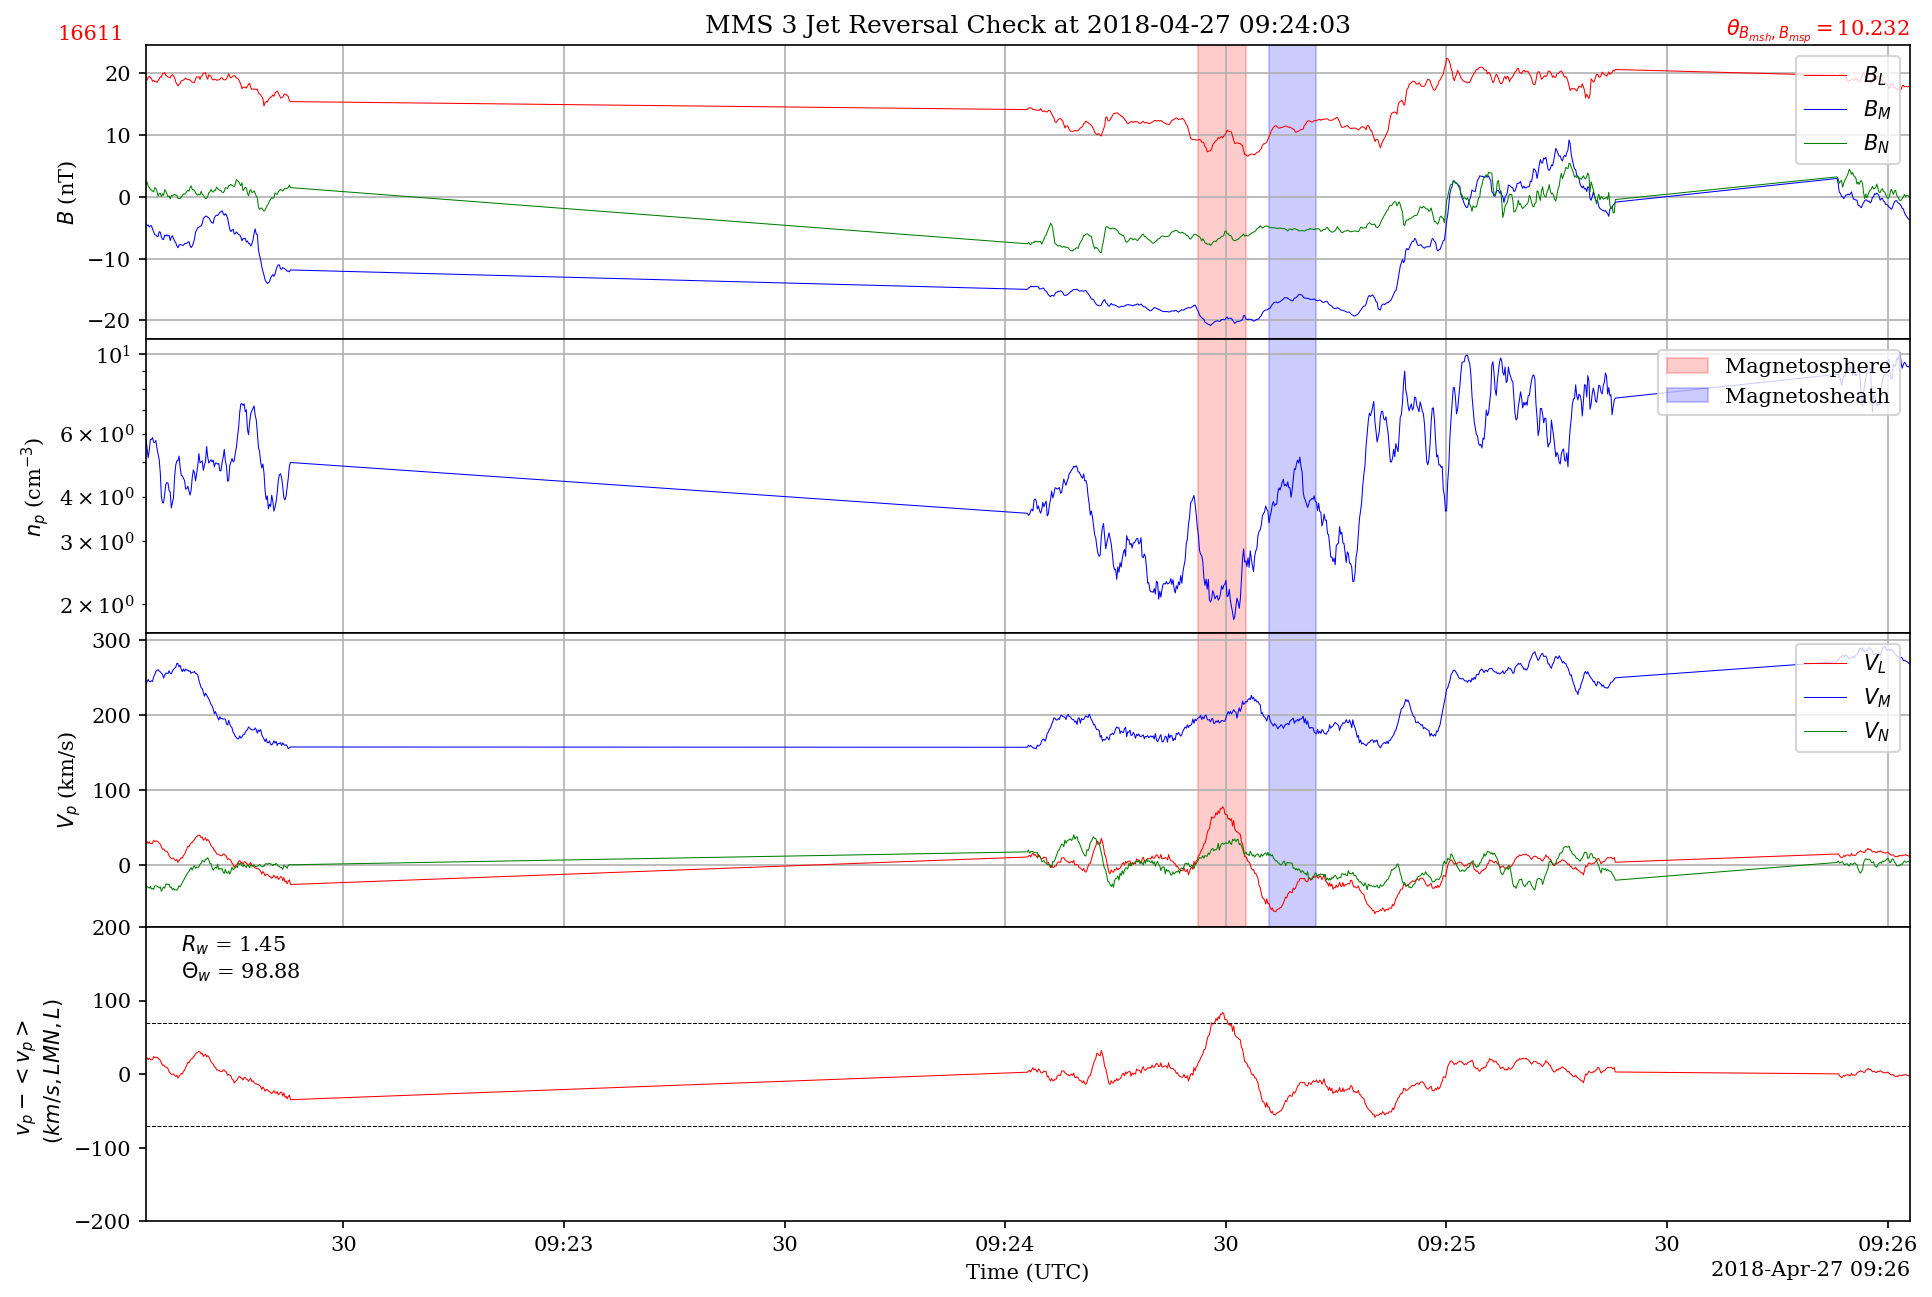 16611
MMS 3 Jet Reversal Check at 2018-04-27 09:24:03
θ_{B_{msh}, B_{msp}} = 10.232
B (nT)
20
10
0
−10
−20
B_L
B_M
B_N
n_p (cm^{−3})
10^1
6 × 10^0
4 × 10^0
3 × 10^0
2 × 10^0
Magnetosphere
Magnetosheath
V_p (km/s)
300
200
100
0
V_L
V_M
V_N
v_p − < v_p >
(km/s, LMN, L)
200
100
0
−100
−200
R_w = 1.45
Θ_w = 98.88
30 09:23 30 09:24 30 09:25 30 09:26
Time (UTC)
2018-Apr-27 09:26